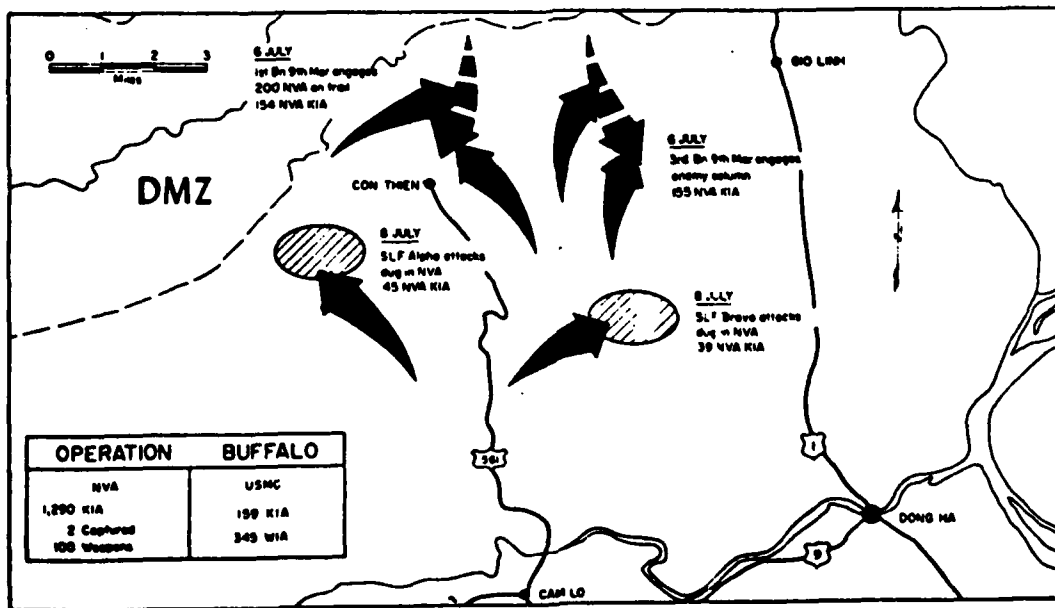 0 1 2 3
Miles
6 JULY
1st Bn 9th Mar engages
200 NVA on trail
154 NVA KIA
GIO LINH
6 JULY
3rd Bn 9th Mar engages
enemy column
155 NVA KIA
DMZ
CON THIEN
8 JULY
SLF Alpha attacks
dug in NVA
45 NVA KIA
8 JULY
SLF Bravo attacks
dug in NVA
39 NVA KIA
OPERATION BUFFALO
NVA USMC
1,290 KIA 159 KIA
2 Captured 345 WIA
Weapons
561
1
DONG HA
9
CAM LO